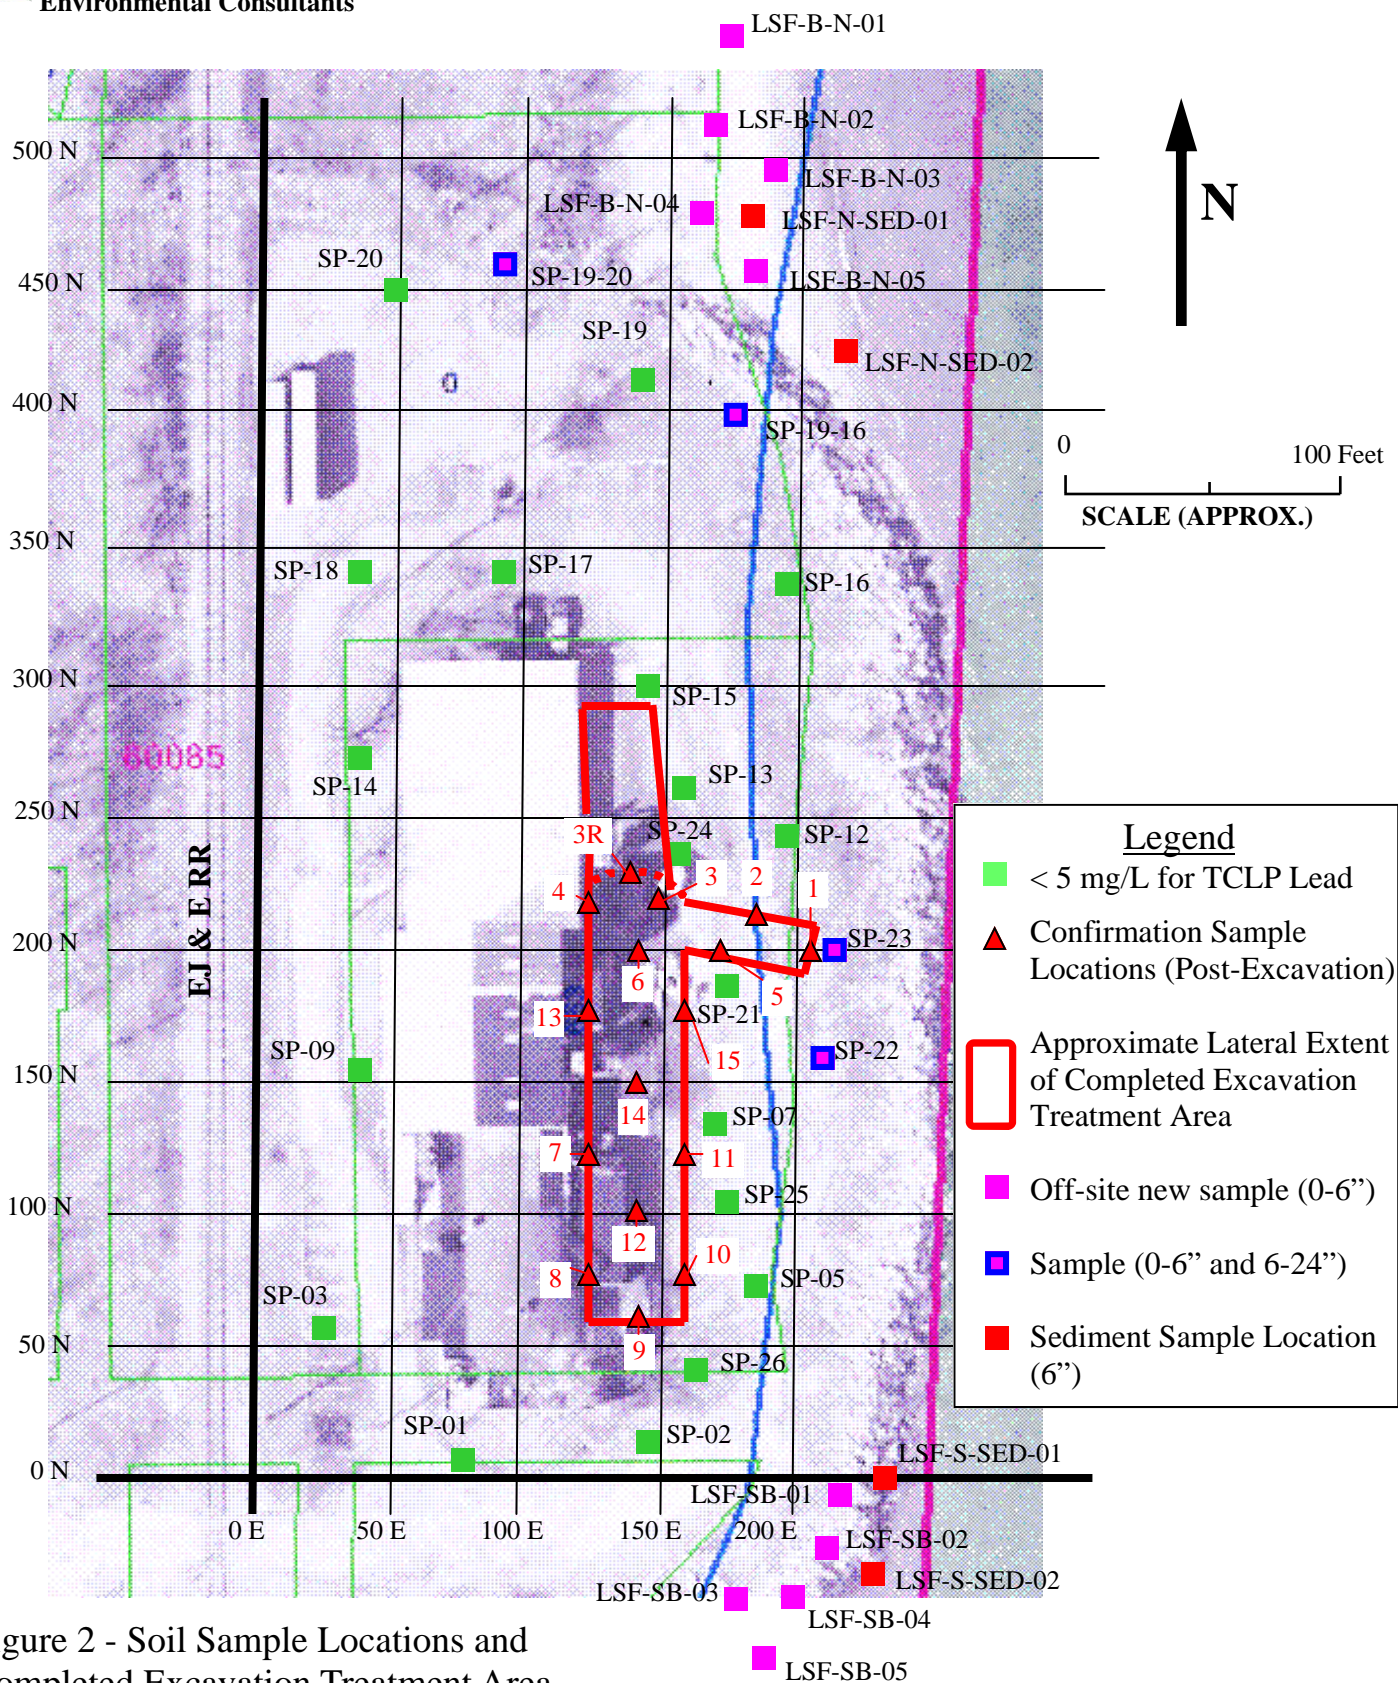 Environmental Consultants
LSF-B-N-01
LSF-B-N-02
500 N
LSF-B-N-03
LSF-B-N-04
LSF-N-SED-01
N
SP-20
SP-19-20
LSF-B-N-05
450 N
SP-19
LSF-N-SED-02
400 N
SP-19-16
0
100 Feet
SCALE (APPROX.)
350 N
SP-18
SP-17
SP-16
300 N
SP-15
60085
SP-14
SP-13
250 N
3R
SP-24
SP-12
4
3
2
1
EJ & E RR
200 N
SP-23
6
5
13
SP-21
SP-09
15
SP-22
150 N
14
SP-07
7
11
SP-25
100 N
12
10
8
SP-05
SP-03
50 N
9
SP-26
SP-01
SP-02
0 N
LSF-S-SED-01
LSF-SB-01
0 E
50 E
100 E
150 E
200 E
LSF-SB-02
LSF-S-SED-02
LSF-SB-03
LSF-SB-04
LSF-SB-05
Legend
< 5 mg/L for TCLP Lead
Confirmation Sample
Locations (Post-Excavation)
Approximate Lateral Extent
of Completed Excavation
Treatment Area
Off-site new sample (0-6”)
Sample (0-6” and 6-24”)
Sediment Sample Location
(6”)
gure 2 - Soil Sample Locations and
ompleted Excavation Treatment Area